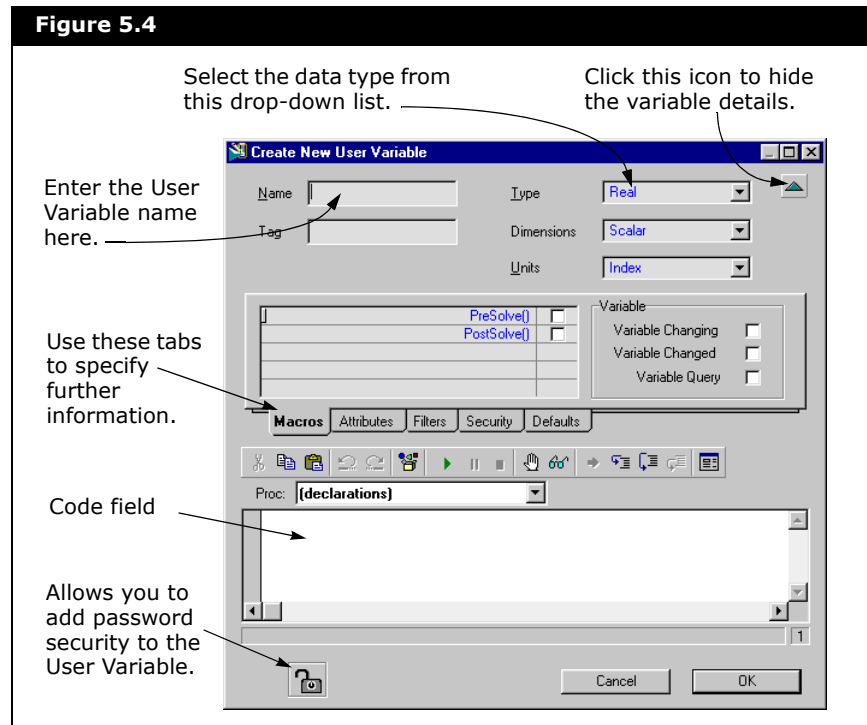 Figure 5.4
Select the data type from
this drop-down list.
Click this icon to hide
the variable details.
Create New User Variable
Enter the User
Variable name
here.
Name
Type
Real
Tag
Dimensions
Scalar
Units
Index
PreSolve()
PostSolve()
Variable
Variable Changing
Variable Changed
Variable Query
Use these tabs
to specify
further
information.
Macros
Attributes
Filters
Security
Defaults
Proc:
(declarations)
Code field
1
Allows you to
add password
security to the
User Variable.
Cancel
OK